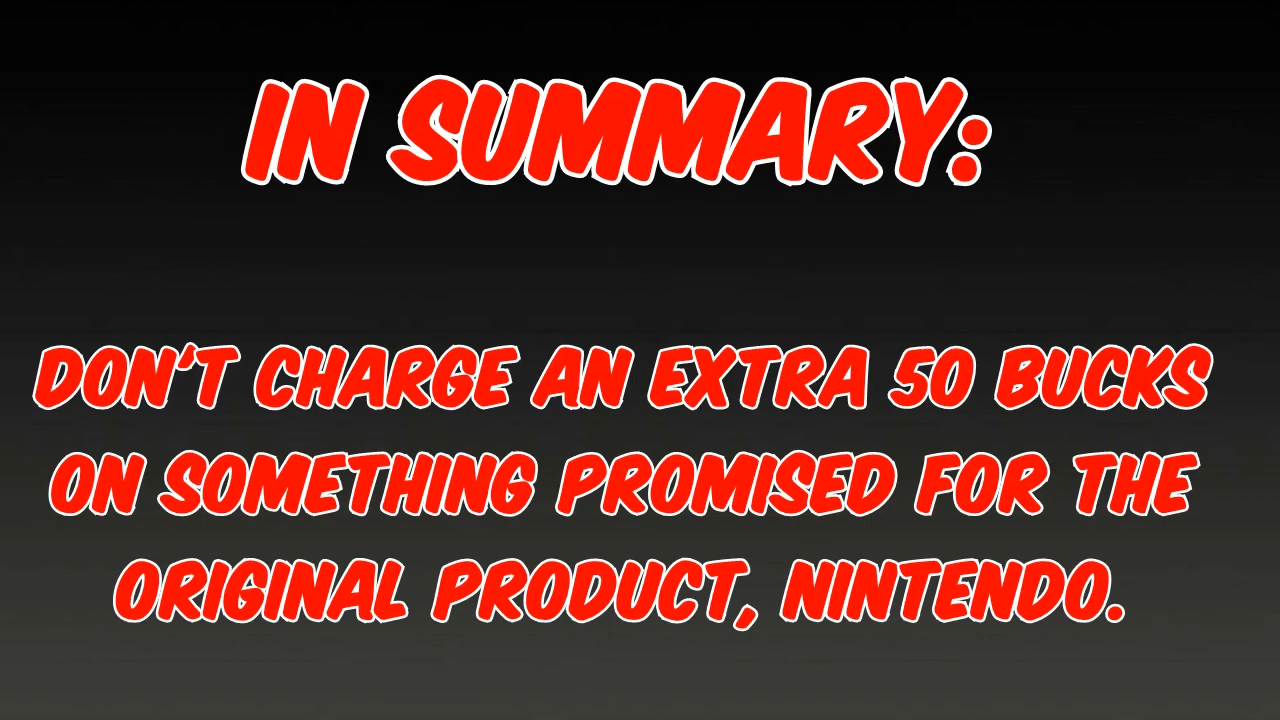 IN SUMMARY:
DON'T CHARGE AN EXTRA 50 BUCKS
ON SOMETHING PROMISED FOR THE
ORIGINAL PRODUCT, NINTENDO.